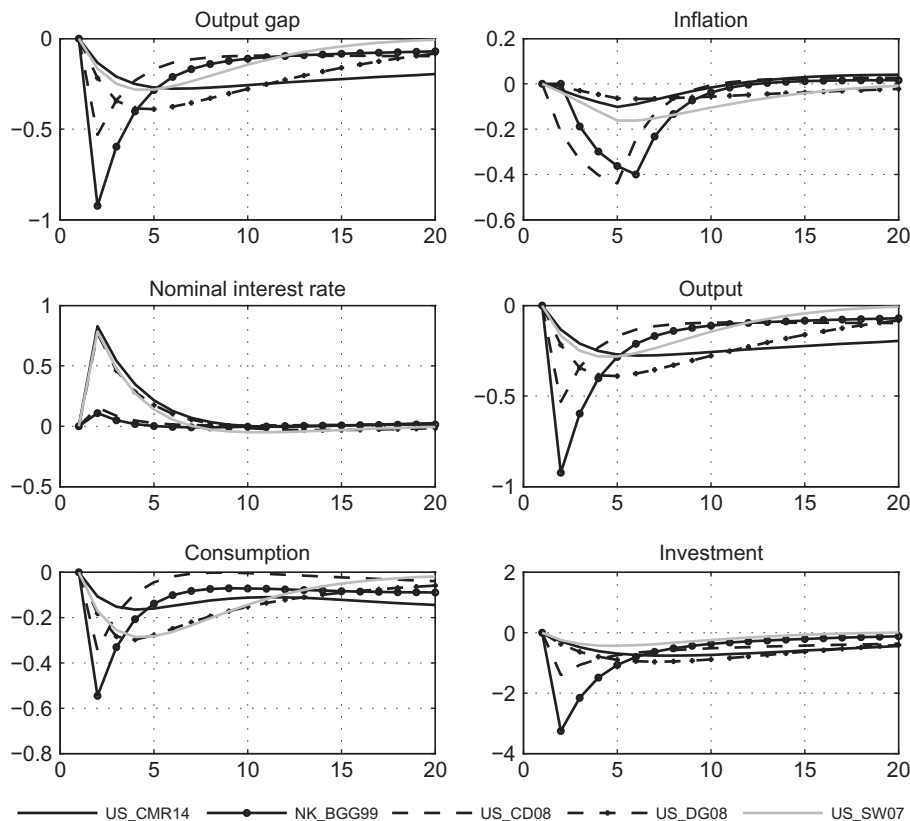 Output gap
Inflation
0
−0.5
−1
0 5 10 15 20
0.2
0
−0.2
−0.4
−0.6
0 5 10 15 20
Nominal interest rate
Output
1
0.5
0
0.5
0 5 10 15 20
0
−0.5
−1
0 5 10 15 20
Consumption
Investment
0
−0.2
−0.4
−0.6
−0.8
0 5 10 15 20
2
0
−2
−4
0 5 10 15 20
US_CMR14 NK_BGG99 US_CD08 US_DG08 US_SW07